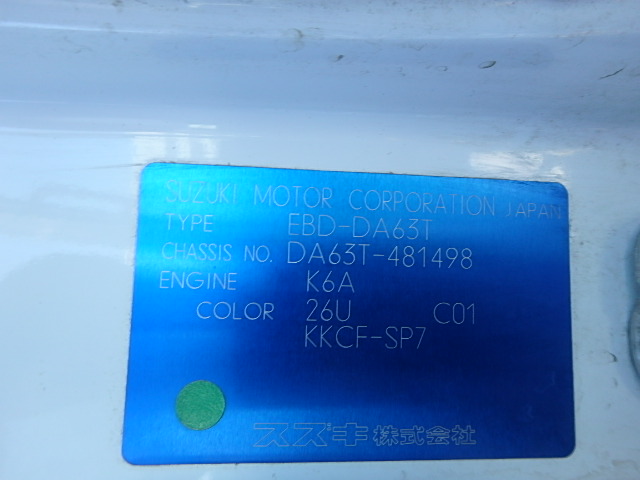 SUZUKI MOTOR CORPORATION JAPAN
TYPE EBD-DA63T
CHASSIS NO. DA63T-481498
ENGINE K6A
COLOR 26U C01
KKCF-SP7
スズキ株式会社